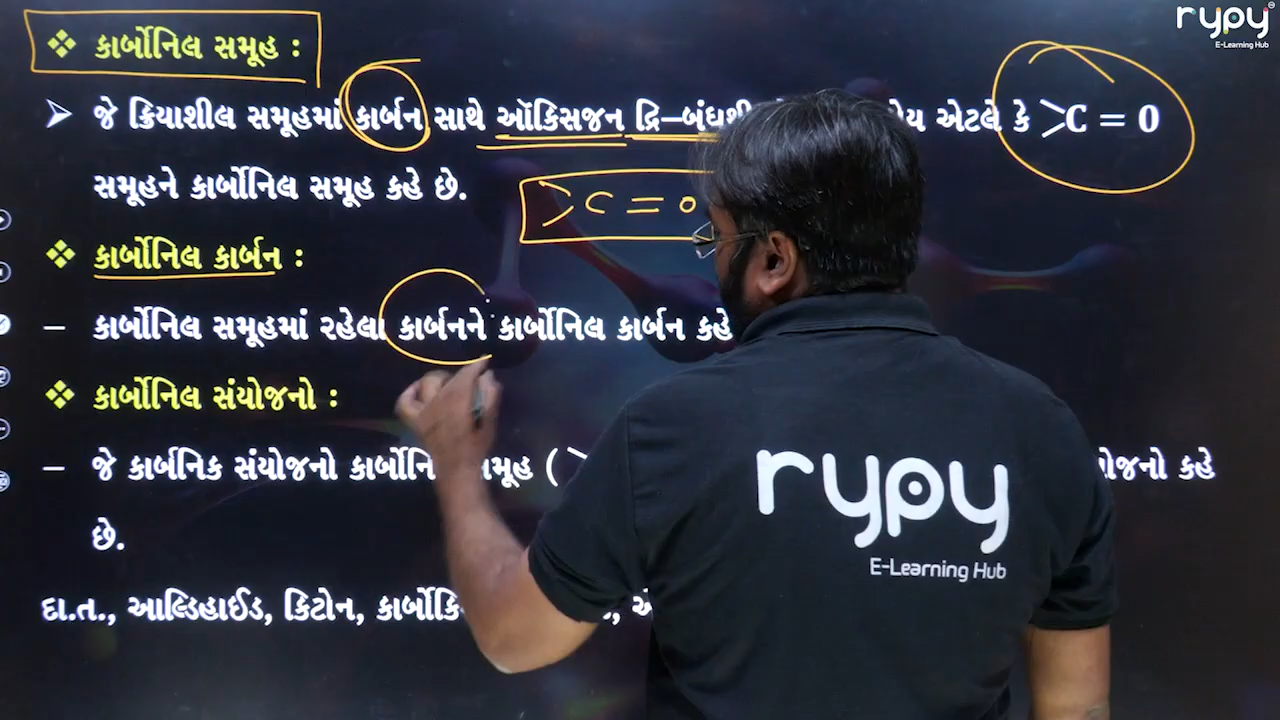 rypy
E-Learning Hub
❖ કાર્બોનિલ સમૂહ :
➢ જે ક્રિયાશીલ સમૂહમાં કાર્બન સાથે ઑક્સિજન દ્વિ-બંધથી એટલે કે >C = O
સમૂહને કાર્બોનિલ સમૂહ કહે છે.
>C = O
❖ કાર્બોનિલ કાર્બન :
– કાર્બોનિલ સમૂહમાં રહેલા કાર્બનને કાર્બોનિલ કાર્બન કહે
❖ કાર્બોનિલ સંયોજનો :
– જે કાર્બનિક સંયોજનો કાર્બોનિલ સમૂહ ( કહે
છે.
દા.ત., આલ્ડિહાઈડ, કિટોન,
rypy
E-Learning Hub